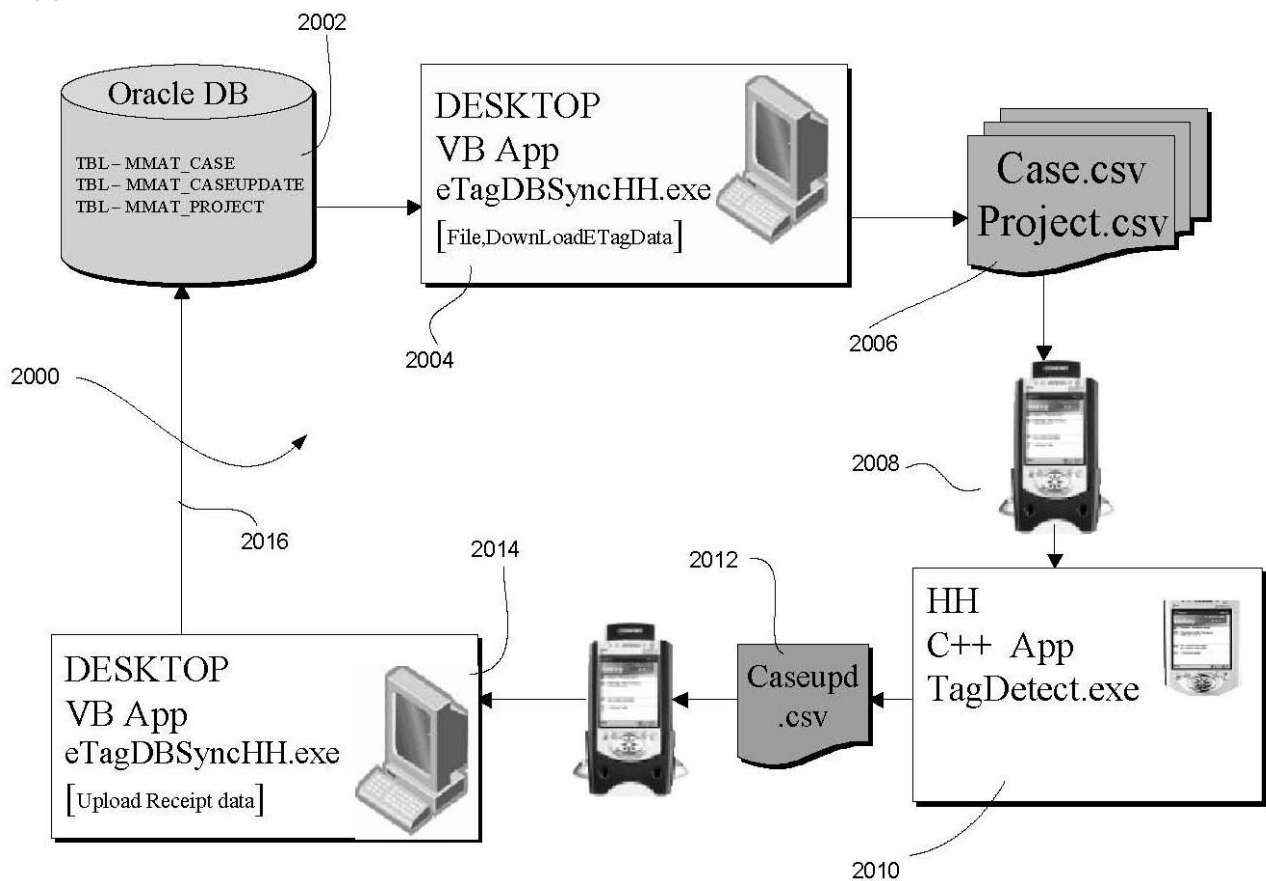 2002
Oracle DB
TBL – MMAT_CASE
TBL – MMAT_CASEUPDATE
TBL – MMAT_PROJECT
DESKTOP
VB App
eTagDBSyncHH.exe
[File,DownLoadETagData]
2004
Case.csv
Project.csv
2006
2000
2008
2016
2014
2012
DESKTOP
VB App
eTagDBSyncHH.exe
[Upload Receipt data]
Caseupd
.csv
HH
C++ App
TagDetect.exe
2010